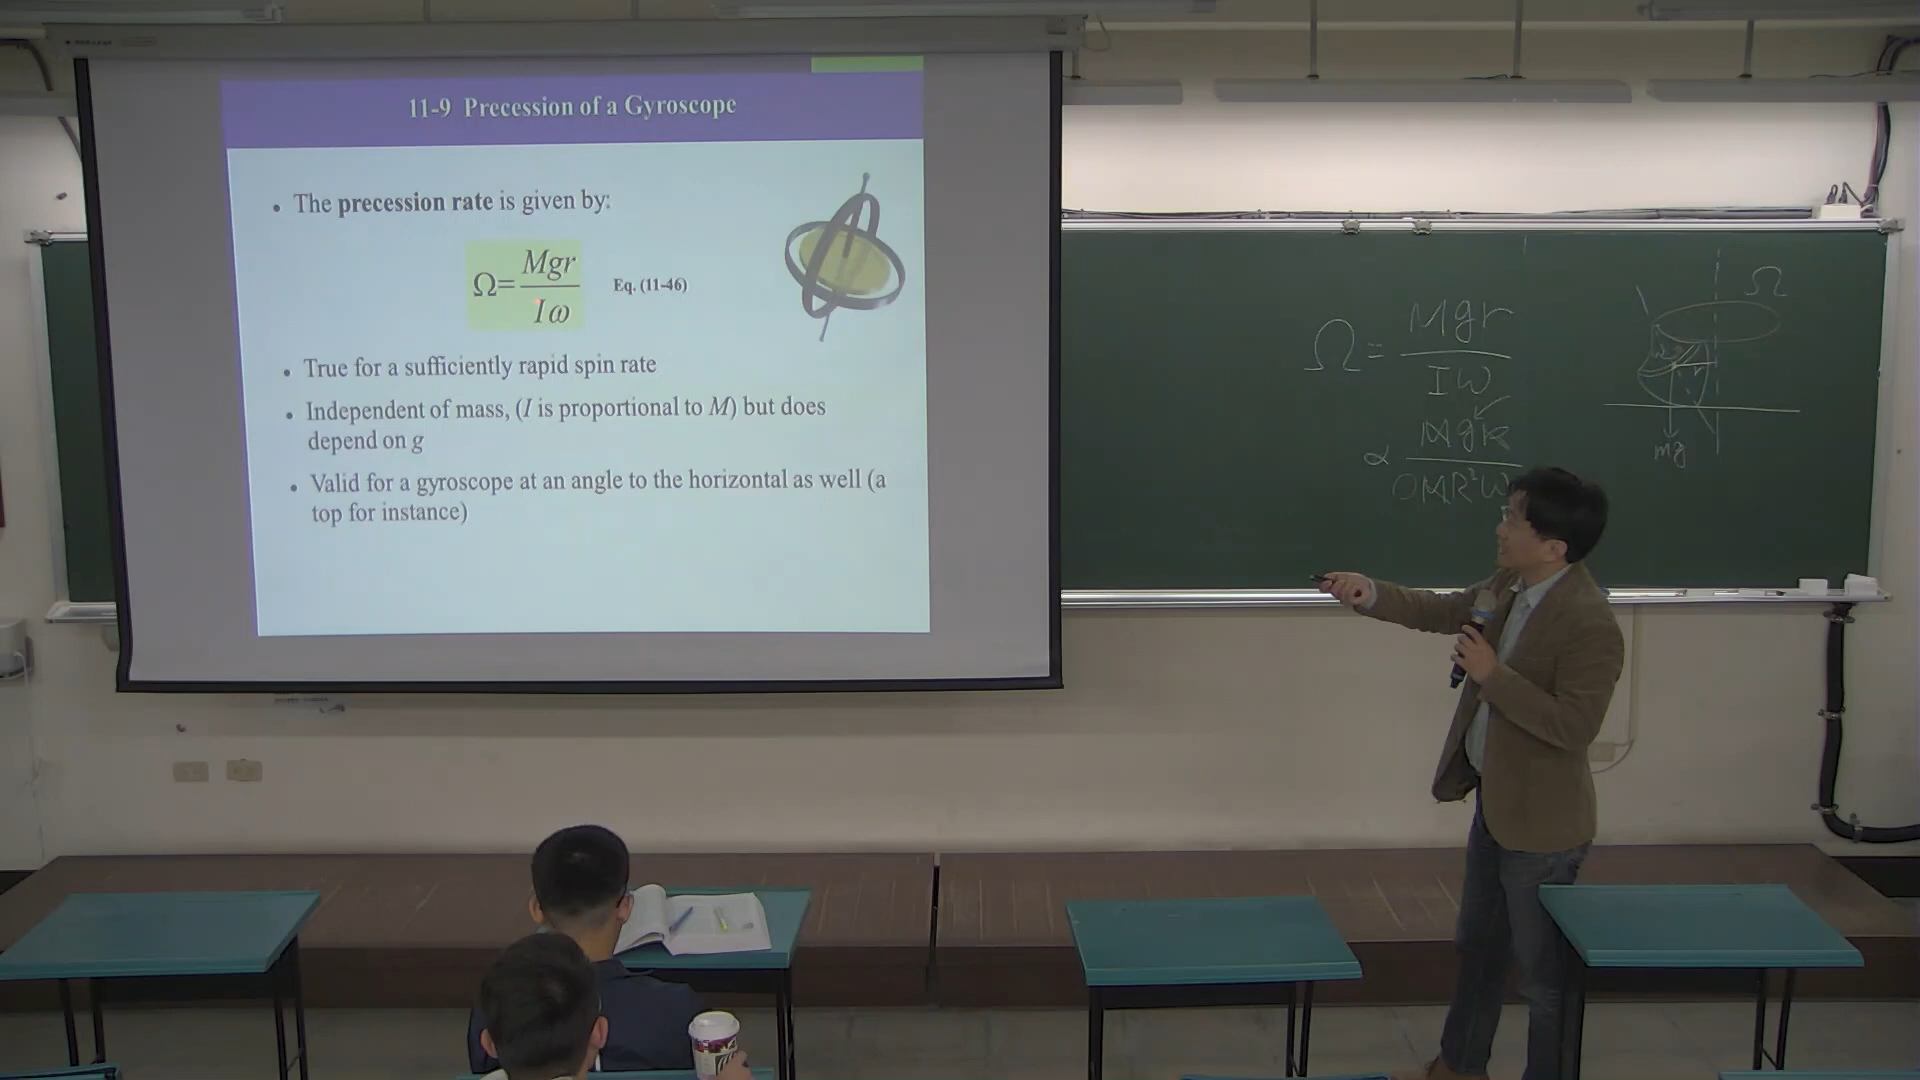 11-9 Precession of a Gyroscope
• The precession rate is given by:
Ω= Mgr / Iω Eq. (11-46)
• True for a sufficiently rapid spin rate
• Independent of mass, (I is proportional to M) but does
depend on g
• Valid for a gyroscope at an angle to the horizontal as well (a
top for instance)
Ω = Mgr / Iω
∝ MgR / MR²ω
Ω
mg